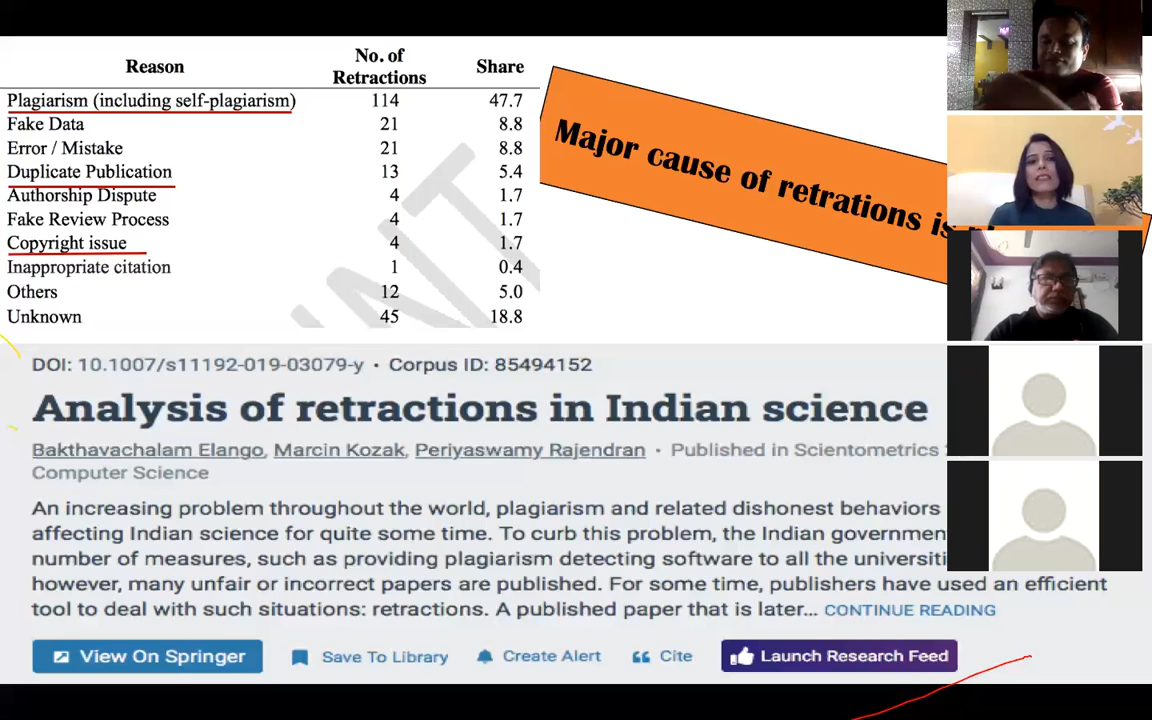 Reason No. of Retractions Share
Plagiarism (including self-plagiarism) 114 47.7
Fake Data 21 8.8
Error / Mistake 21 8.8
Duplicate Publication 13 5.4
Authorship Dispute 4 1.7
Fake Review Process 4 1.7
Copyright issue 4 1.7
Inappropriate citation 1 0.4
Others 12 5.0
Unknown 45 18.8
Major cause of retrations is
DOI: 10.1007/s11192-019-03079-y • Corpus ID: 85494152
Analysis of retractions in Indian science
Bakthavachalam Elango, Marcin Kozak, Periyaswamy Rajendran • Published in Scientometrics
Computer Science
An increasing problem throughout the world, plagiarism and related dishonest behaviors
affecting Indian science for quite some time. To curb this problem, the Indian
number of measures, such as providing plagiarism detecting software to all the
however, many unfair or incorrect papers are published. For some time, publishers have used an efficient
tool to deal with such situations: retractions. A published paper that is later... CONTINUE READING
View On Springer Save To Library Create Alert Cite Launch Research Feed